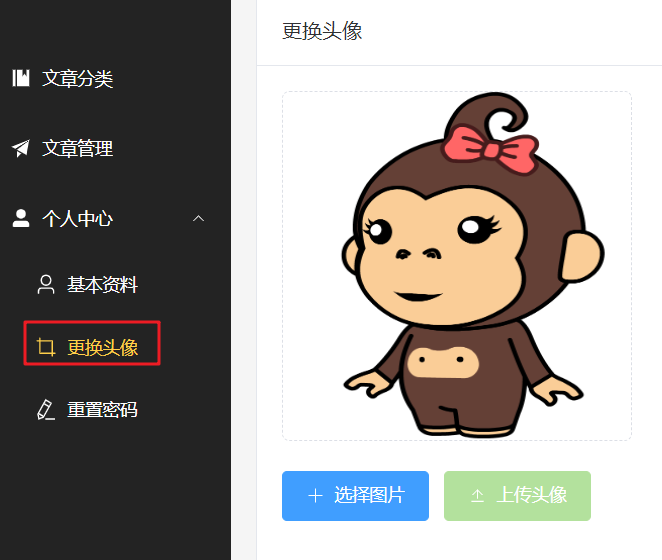 更换头像
文章分类
文章管理
个人中心
基本资料
更换头像
重置密码
选择图片
上传头像